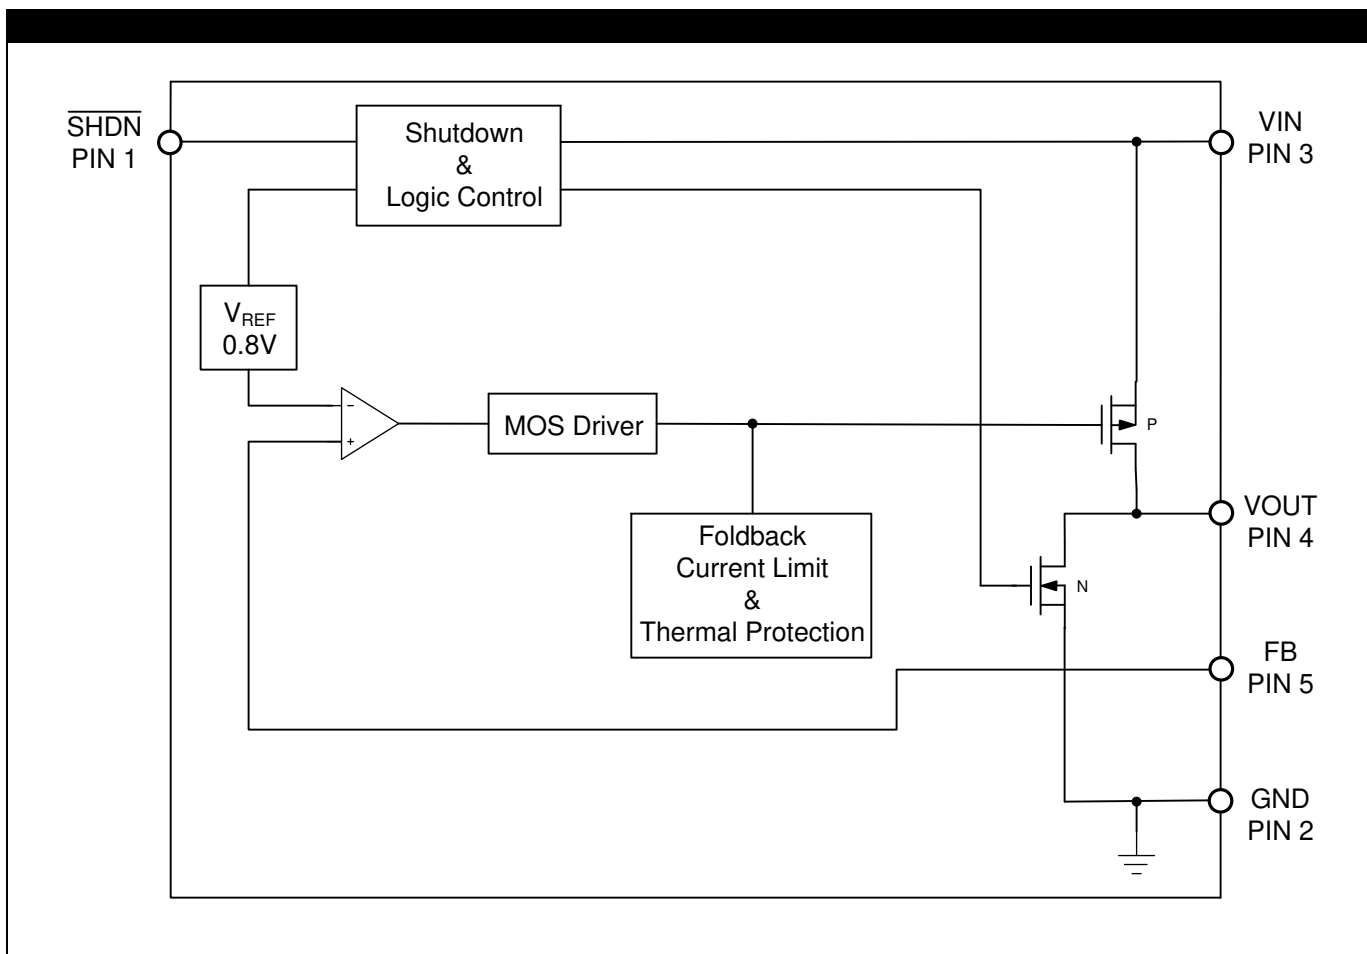 SHDN
PIN 1
Shutdown
&
Logic Control
VIN
PIN 3
VREF
0.8V
-
+
MOS Driver
P
Foldback
Current Limit
&
Thermal Protection
N
VOUT
PIN 4
FB
PIN 5
GND
PIN 2